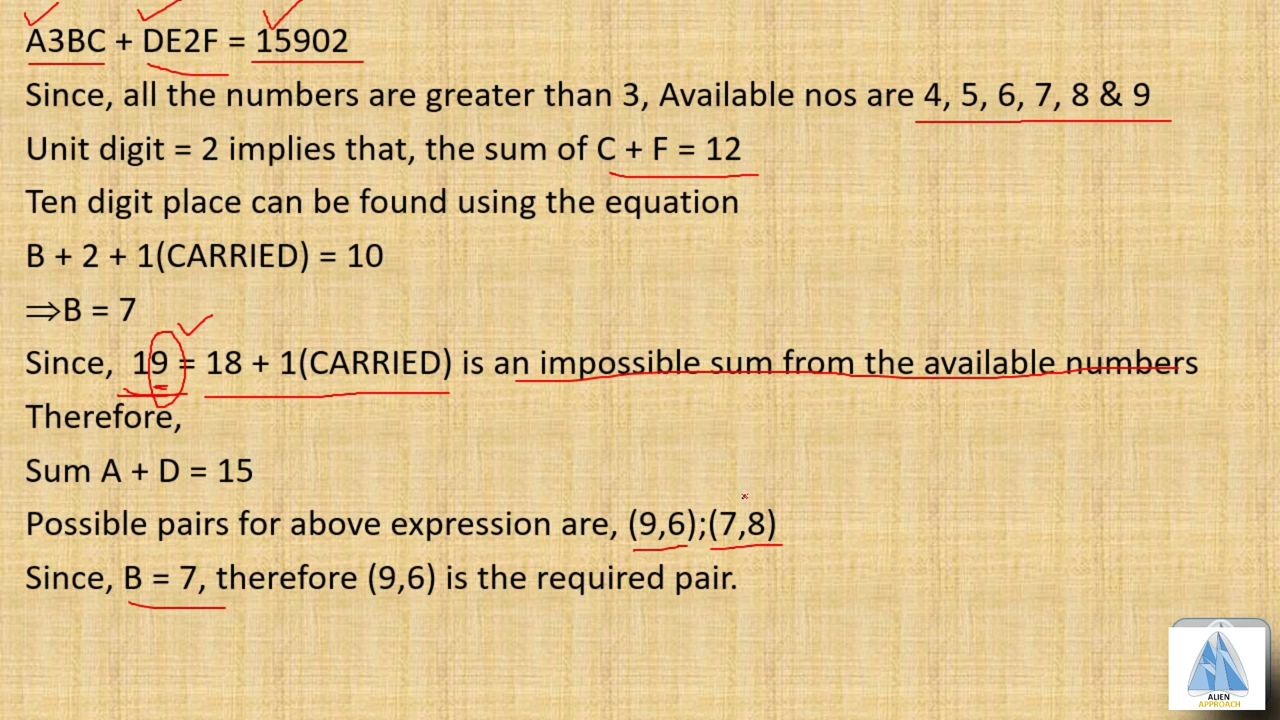 A3BC + DE2F = 15902
Since, all the numbers are greater than 3, Available nos are 4, 5, 6, 7, 8 & 9
Unit digit = 2 implies that, the sum of C + F = 12
Ten digit place can be found using the equation
B + 2 + 1(CARRIED) = 10
⇒B = 7
Since, 19 = 18 + 1(CARRIED) is an impossible sum from the available numbers
Therefore,
Sum A + D = 15
Possible pairs for above expression are, (9,6);(7,8)
Since, B = 7, therefore (9,6) is the required pair.
ALIEN
APPROACH